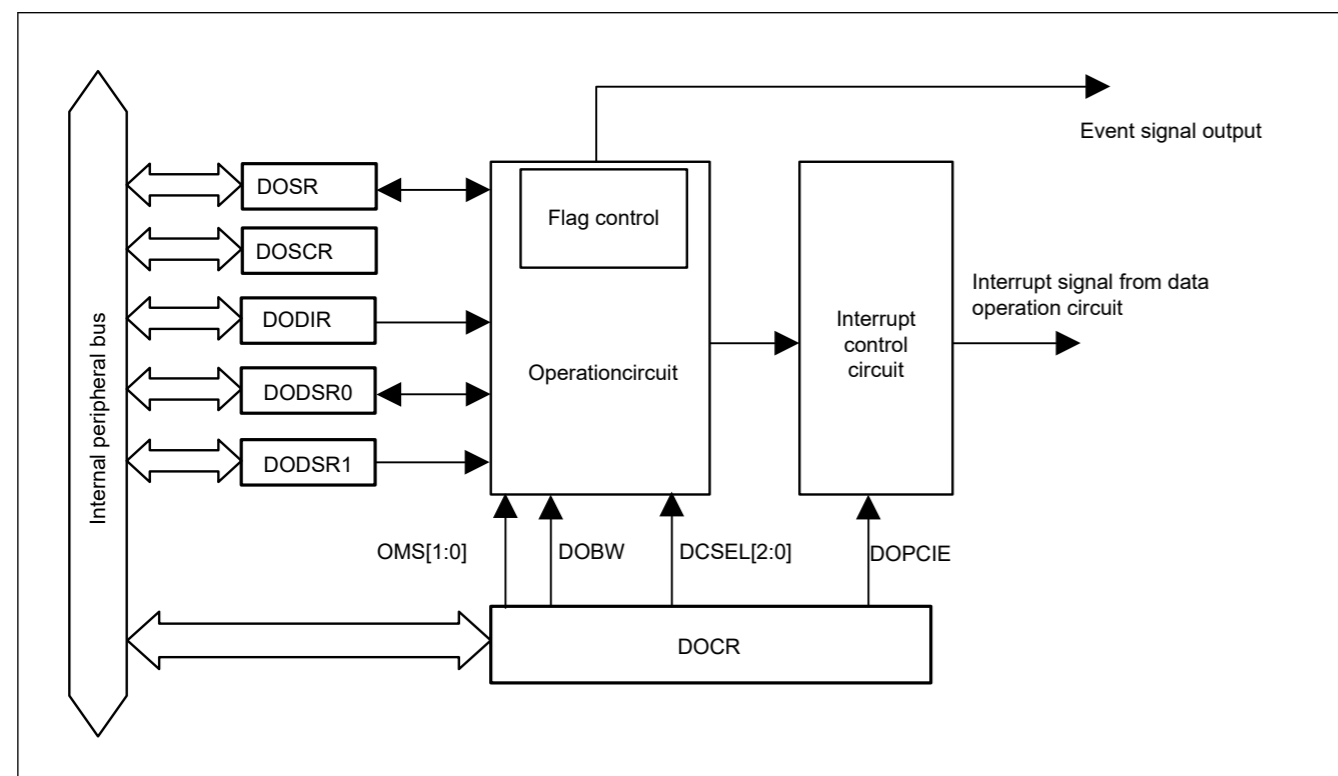 Event signal output
DOSR
Flag control
DOSCR
Interrupt signal from data
operation circuit
DODIR
Interrupt
control
circuit
Operationcircuit
DODSR0
DODSR1
Internal peripheral bus
OMS[1:0]
DOBW
DCSEL[2:0]
DOPCIE
DOCR